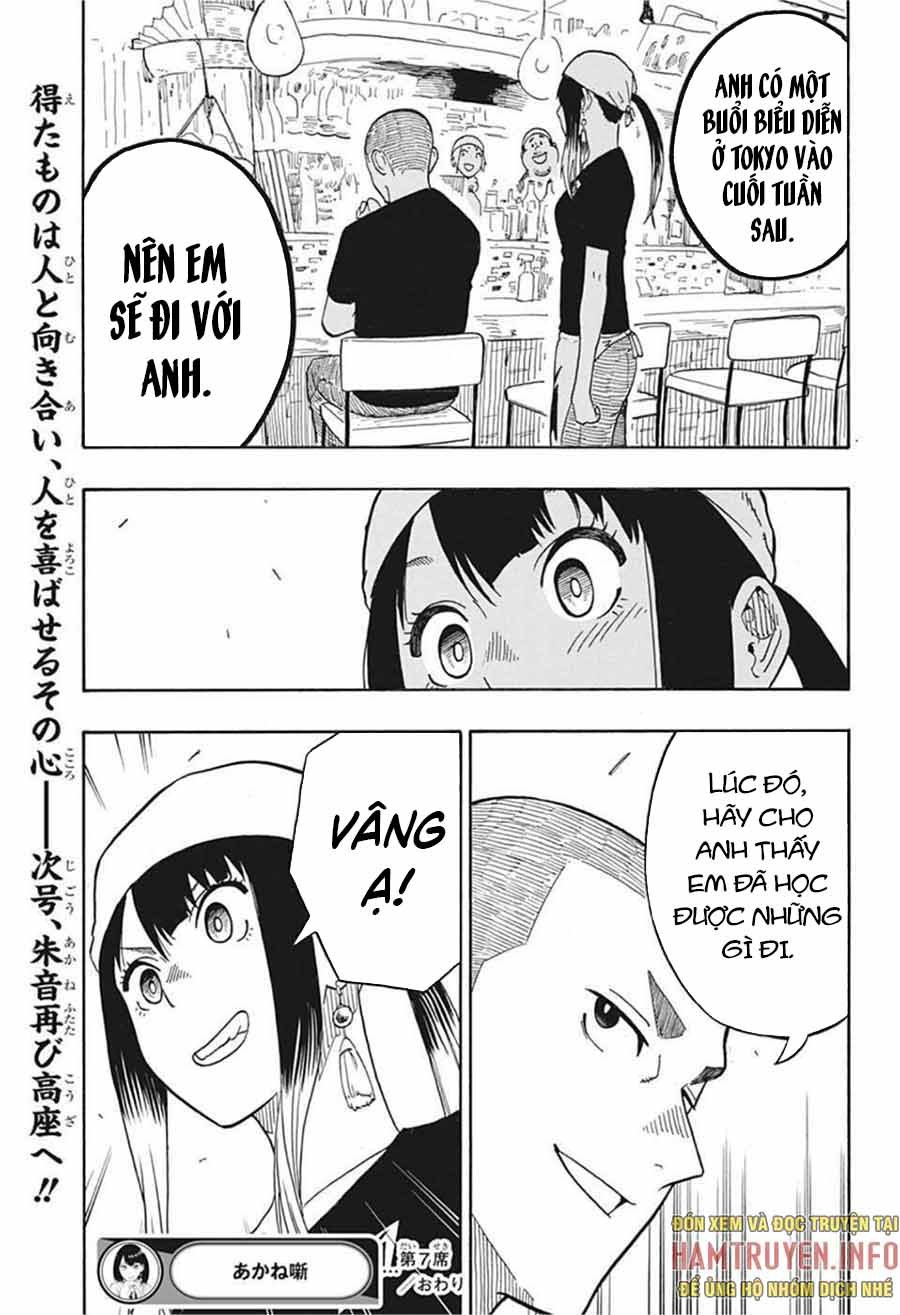 ANH CÓ MỘT
BUỔI BIỂU DIỄN
Ở TOKYO VÀO
CUỐI TUẦN
SAU.
NÊN EM
SẼ ĐI VỚI
ANH.
LÚC ĐÓ,
HÃY CHO
ANH THẤY
EM ĐÃ HỌC
ĐƯỢC NHỮNG
GÌ ĐI.
VÂNG
Ạ!
得たものは人と向き合い、人を喜ばせるその心――次号、朱音再び高座へ!!
あかね噺
第7席
/おわり
ĐÓN XEM VÀ ĐỌC TRUYỆN TẠI
HAMTRUYEN.INFO
ĐỂ ỦNG HỘ NHÓM DỊCH NHÉ